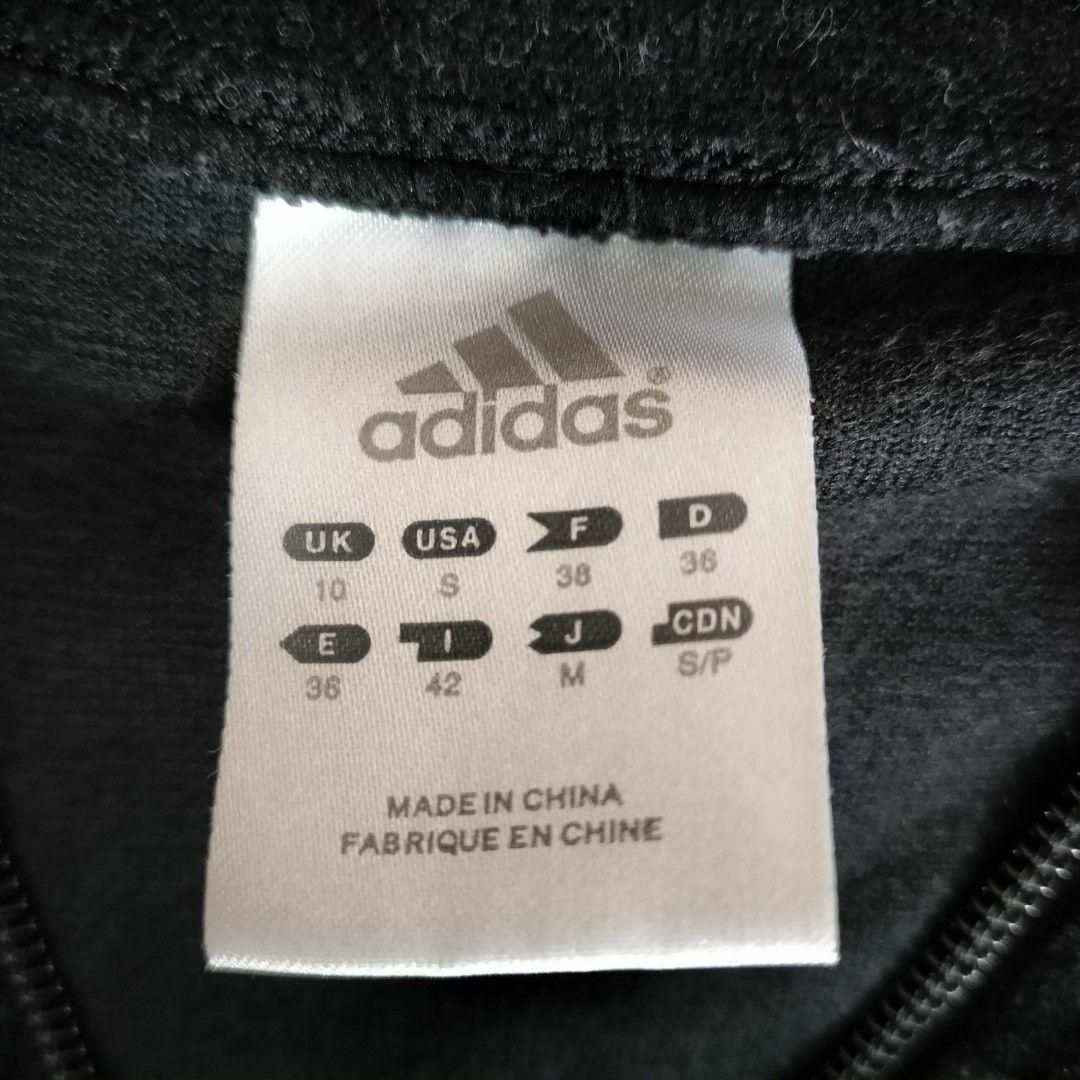 adidas®
UK USA F D
10 S 38 36
E I J CDN
36 42 M S/P
MADE IN CHINA
FABRIQUE EN CHINE